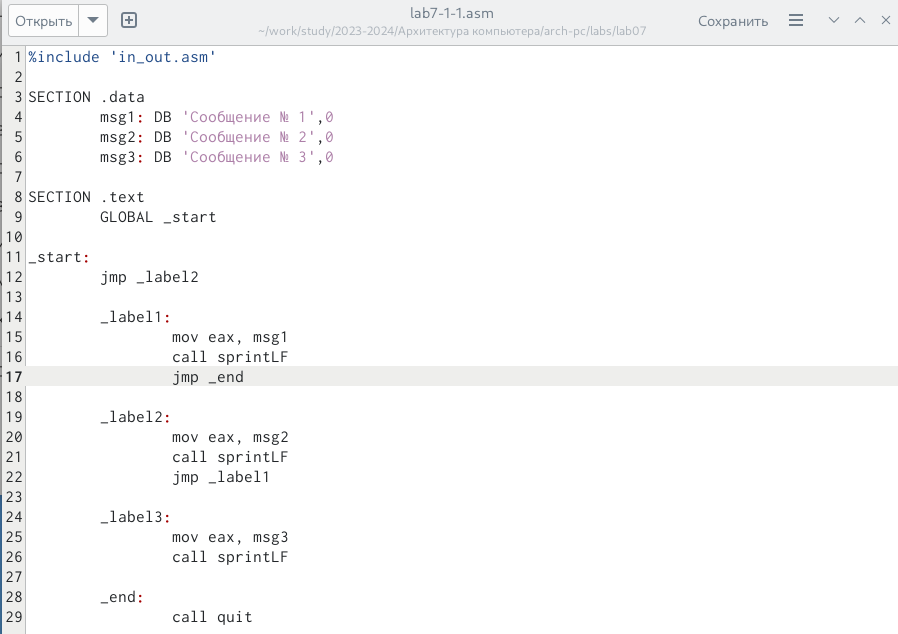 Открыть lab7-1-1.asm Сохранить
~/work/study/2023-2024/Архитектура компьютера/arch-pc/labs/lab07
1 %include 'in_out.asm'
2
3 SECTION .data
4 msg1: DB 'Сообщение № 1',0
5 msg2: DB 'Сообщение № 2',0
6 msg3: DB 'Сообщение № 3',0
7
8 SECTION .text
9 GLOBAL _start
10
11 _start:
12 jmp _label2
13
14 _label1:
15 mov eax, msg1
16 call sprintLF
17 jmp _end
18
19 _label2:
20 mov eax, msg2
21 call sprintLF
22 jmp _label1
23
24 _label3:
25 mov eax, msg3
26 call sprintLF
27
28 _end:
29 call quit